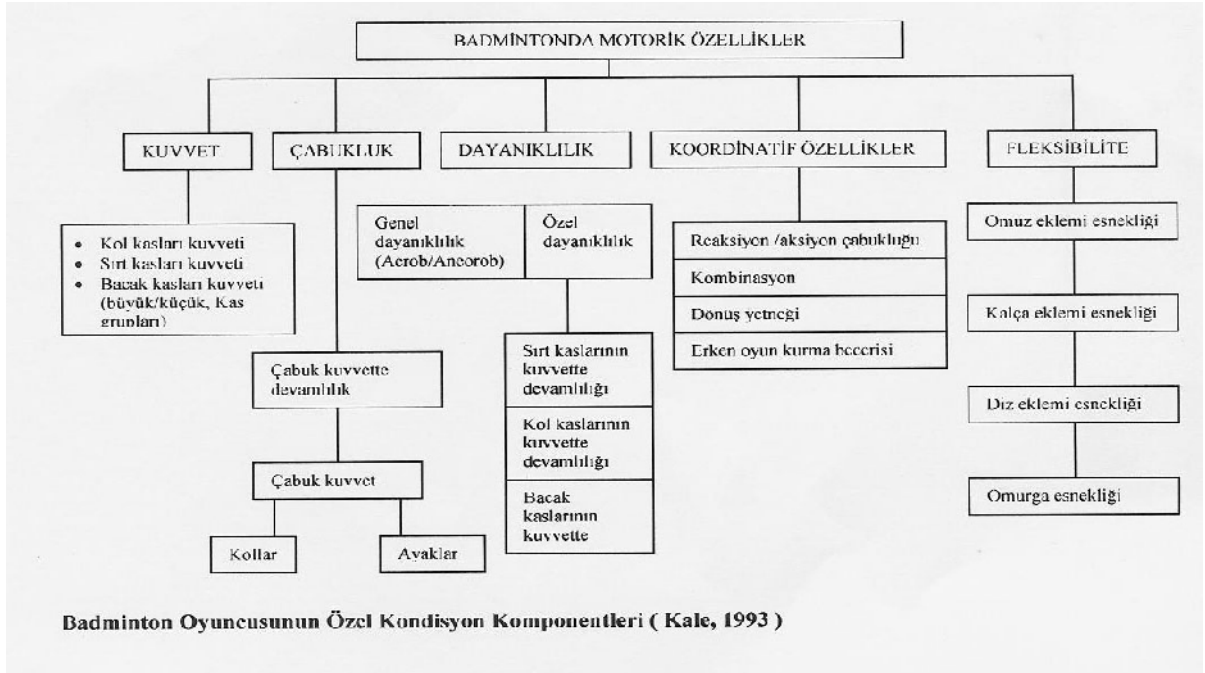 BADMINTONDA MOTORİK ÖZELLİKLER
KUVVET
ÇABUKLUK
DAYANIKLILIK
KOORDİNATİF ÖZELLİKLER
FLEKSİBİLİTE
• Kol kasları kuvveti
• Sırt kasları kuvveti
• Bacak kasları kuvveti
(büyük/küçük, Kas
grupları)
Çabuk kuvvette
devamlılık
Çabuk kuvvet
Kollar
Ayaklar
Genel
dayanıklılık
(Aerob/Aneorob)
Özel
dayanıklılık
Sırt kaslarının
kuvvette
devamlılığı
Kol kaslarının
kuvvette
devamlılığı
Bacak
kaslarının
kuvvette
Reaksiyon /aksiyon çabukluğu
Kombinasyon
Dönüş yetneği
Erken oyun kurma becerisi
Omuz eklemi esnekliği
Kalça eklemi esnekliği
Diz eklemi esnekliği
Omurga esnekliği
Badminton Oyuncusunun Özel Kondisyon Komponentleri ( Kale, 1993 )